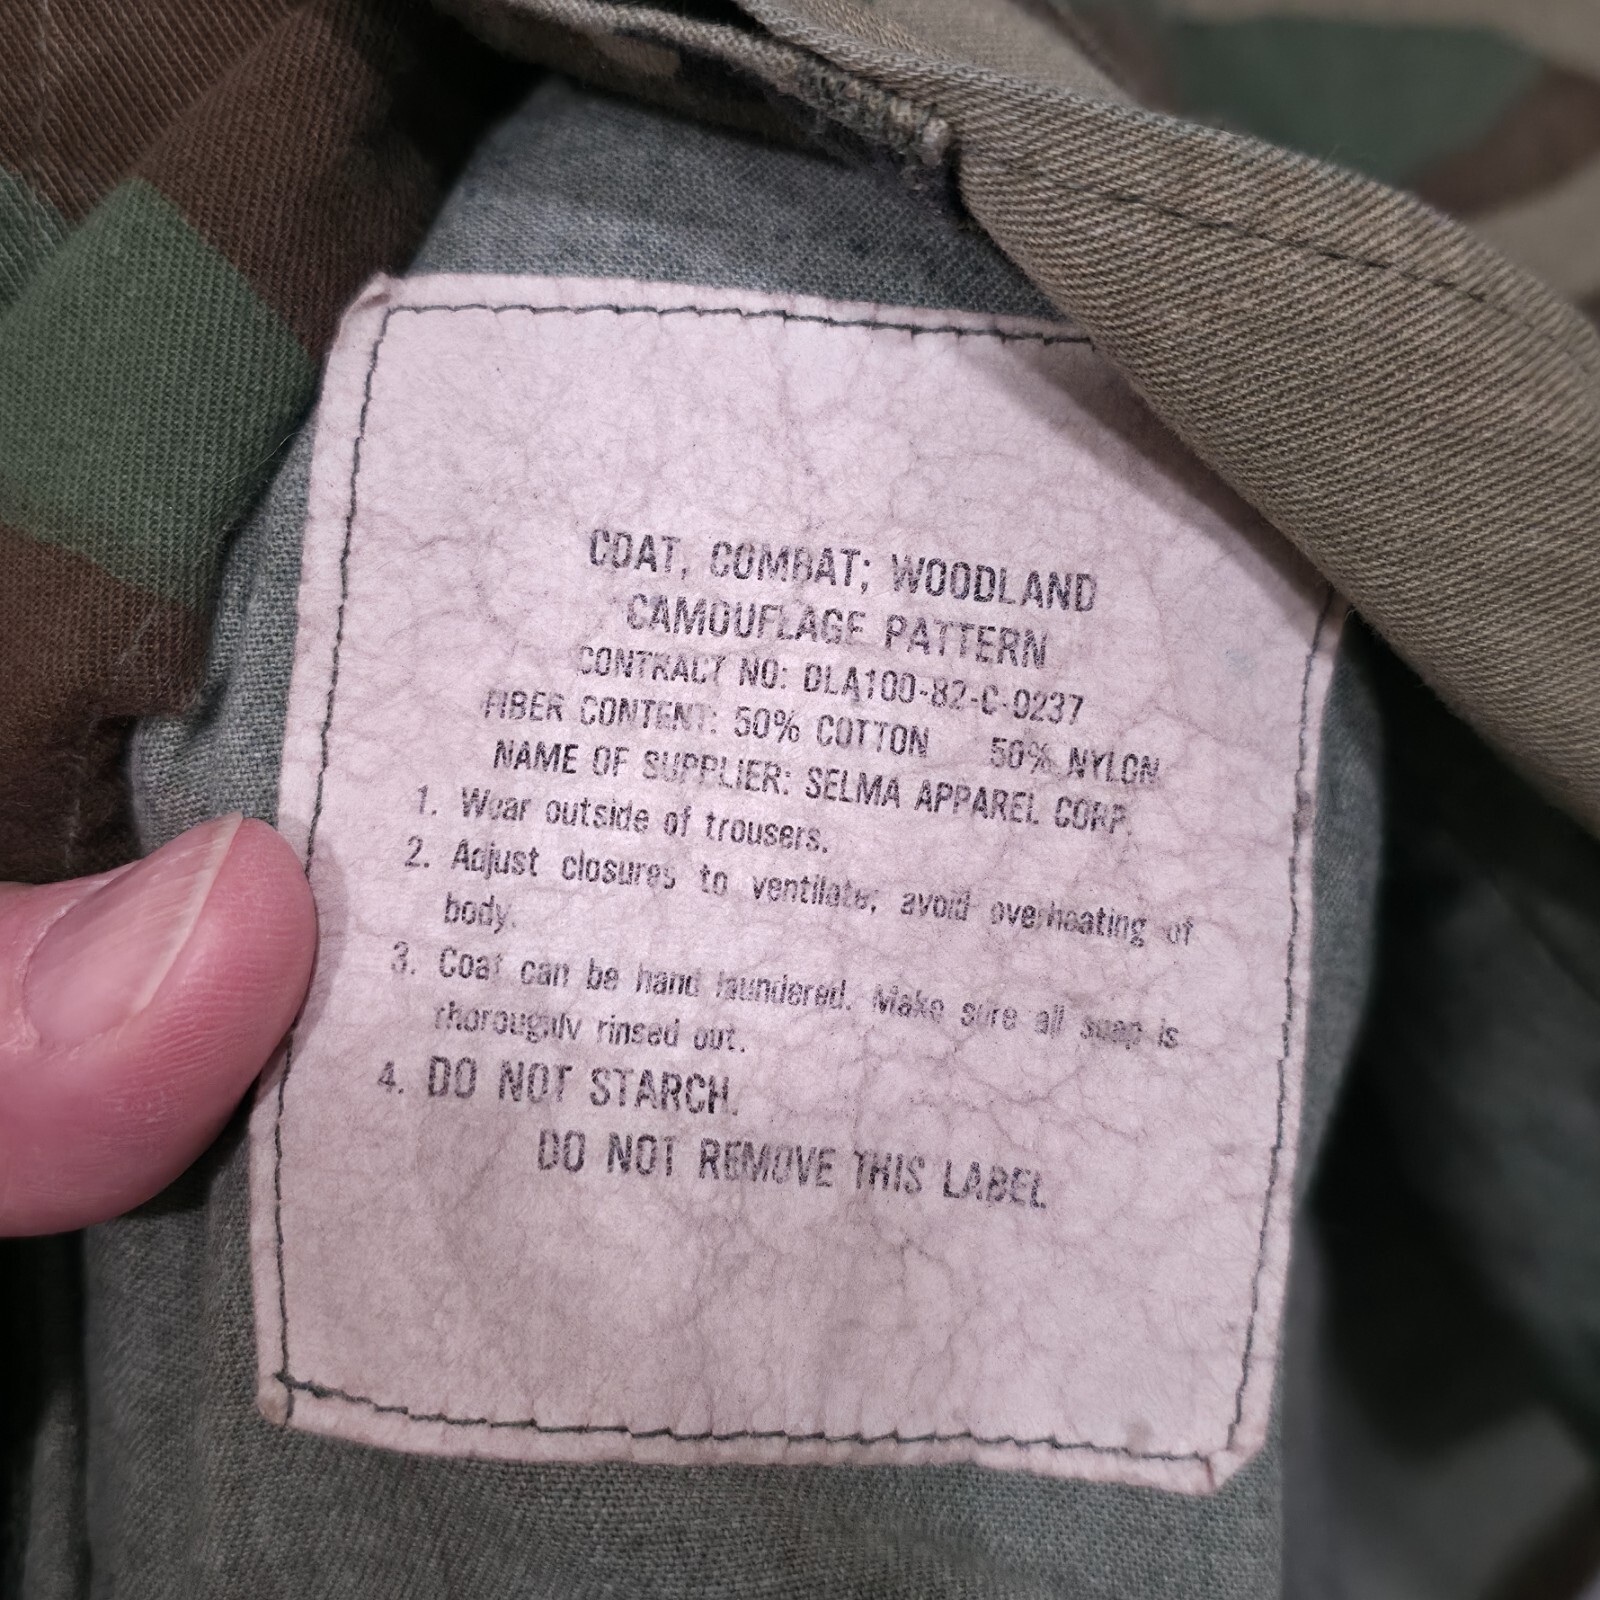 COAT, COMBAT; WOODLAND
CAMOUFLAGE PATTERN
CONTRACT NO: DLA100-82-C-0237
FIBER CONTENT: 50% COTTON 50% NYLON
NAME OF SUPPLIER: SELMA APPAREL CORP.
1. Wear outside of trousers.
2. Adjust closures to ventilate; avoid overheating of
body.
3. Coat can be hand laundered. Make sure all soap is
thoroughly rinsed out.
4. DO NOT STARCH.
DO NOT REMOVE THIS LABEL